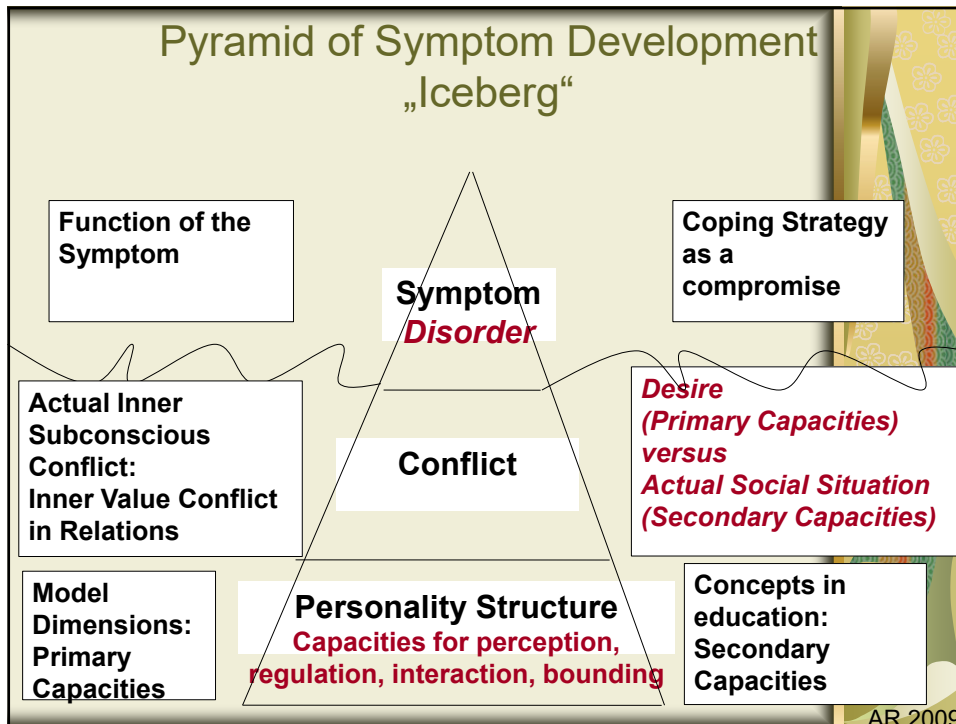 Pyramid of Symptom Development
„Iceberg“
Function of the
Symptom
Symptom
Disorder
Coping Strategy
as a
compromise
Actual Inner
Subconscious
Conflict:
Inner Value Conflict
in Relations
Conflict
Desire
(Primary Capacities)
versus
Actual Social Situation
(Secondary Capacities)
Model
Dimensions:
Primary
Capacities
Personality Structure
Capacities for perception,
regulation, interaction, bounding
Concepts in
education:
Secondary
Capacities
AR 2009